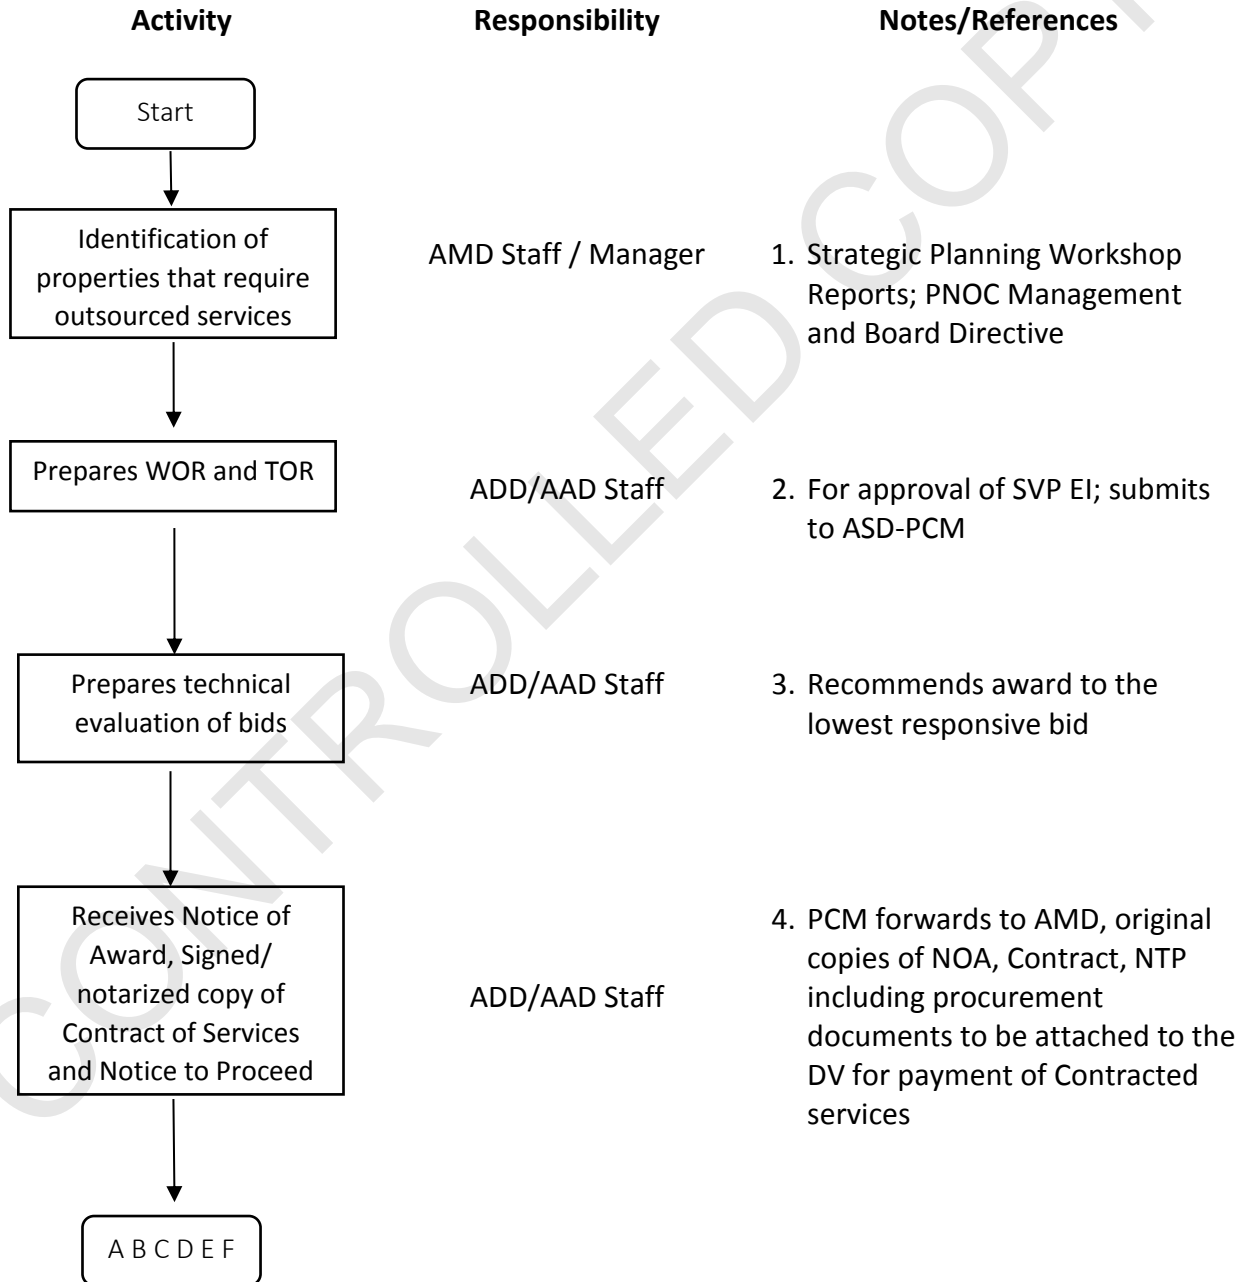 Activity Responsibility Notes/References
Start
Identification of
properties that require
outsourced services
AMD Staff / Manager
1. Strategic Planning Workshop
Reports; PNOC Management
and Board Directive
Prepares WOR and TOR
ADD/AAD Staff
2. For approval of SVP EI; submits
to ASD-PCM
Prepares technical
evaluation of bids
ADD/AAD Staff
3. Recommends award to the
lowest responsive bid
Receives Notice of
Award, Signed/
notarized copy of
Contract of Services
and Notice to Proceed
ADD/AAD Staff
4. PCM forwards to AMD, original
copies of NOA, Contract, NTP
including procurement
documents to be attached to the
DV for payment of Contracted
services
A B C D E F
CONTROLLED COPY